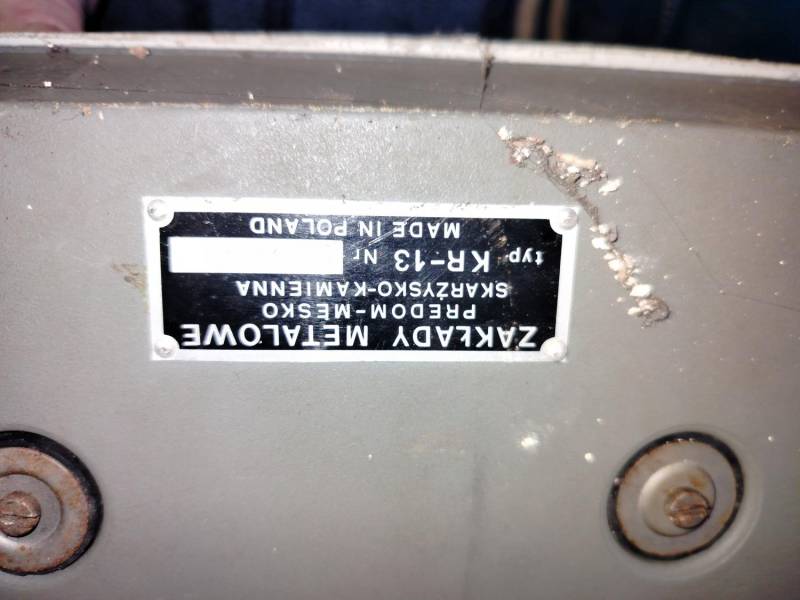 ZAKŁADY METALOWE
PREDOM-MESKO
SKARŻYSKO-KAMIENNA
typ KR-13 Nr
MADE IN POLAND